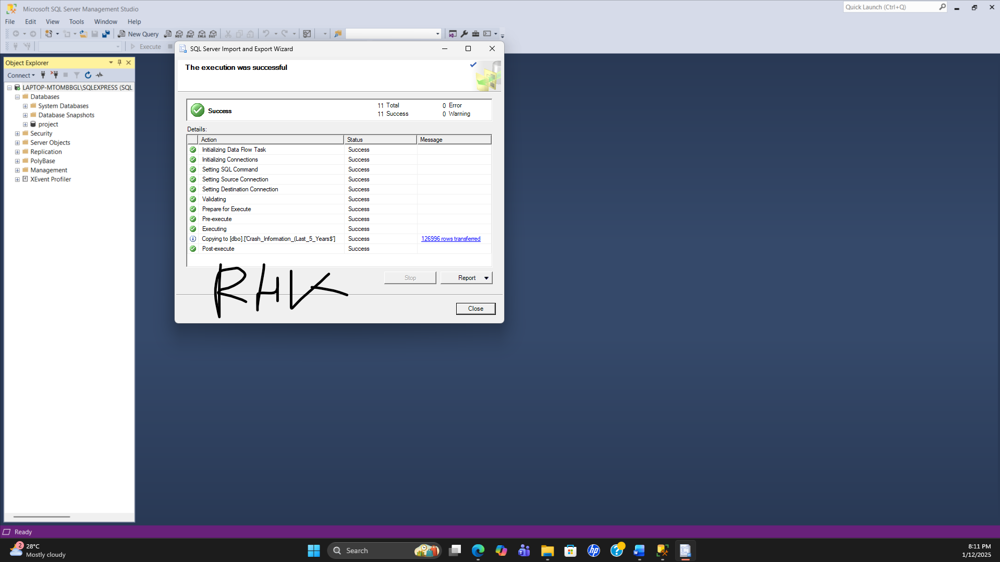 Microsoft SQL Server Management Studio
Quick Launch (Ctrl+Q)
File Edit View Tools Window Help
New Query MDX DMX XMLA DAX
Execute
SQL Server Import and Export Wizard
The execution was successful
Success
11 Total 0 Error
11 Success 0 Warning
Details:
Action Status Message
Initializing Data Flow Task Success
Initializing Connections Success
Setting SQL Command Success
Setting Source Connection Success
Setting Destination Connection Success
Validating Success
Prepare for Execute Success
Pre-execute Success
Executing Success
Copying to [dbo].['Crash_Information_(Last_5_Years$'] Success 126996 rows transferred
Post-execute Success
RHK
Stop Report
Close
Object Explorer
Connect
LAPTOP-MTOMBBGL\SQLEXPRESS (SQL
Databases
System Databases
Database Snapshots
project
Security
Server Objects
Replication
PolyBase
Management
XEvent Profiler
Ready
2
28°C
Mostly cloudy
Search
hp
8:11 PM
1/12/2025